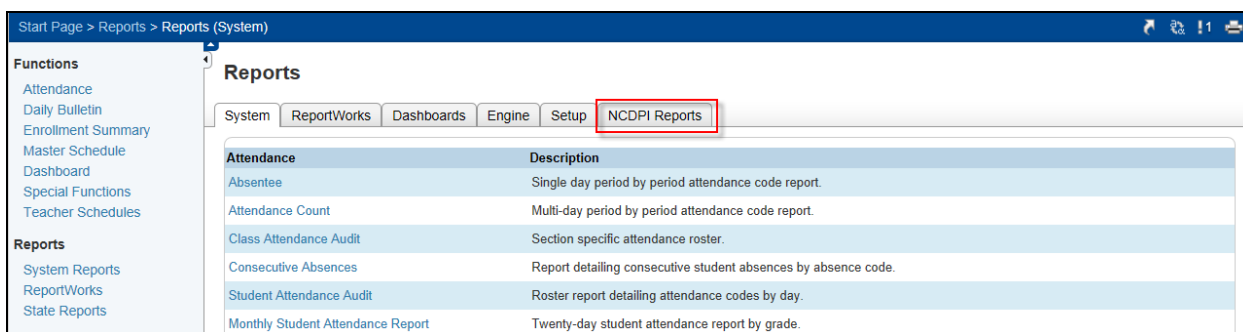 Start Page > Reports > Reports (System)
!1
Functions
Attendance
Daily Bulletin
Enrollment Summary
Master Schedule
Dashboard
Special Functions
Teacher Schedules
Reports
System Reports
ReportWorks
State Reports
Reports
System ReportWorks Dashboards Engine Setup NCDPI Reports
Attendance Description
Absentee Single day period by period attendance code report.
Attendance Count Multi-day period by period attendance code report.
Class Attendance Audit Section specific attendance roster.
Consecutive Absences Report detailing consecutive student absences by absence code.
Student Attendance Audit Roster report detailing attendance codes by day.
Monthly Student Attendance Report Twenty-day student attendance report by grade.